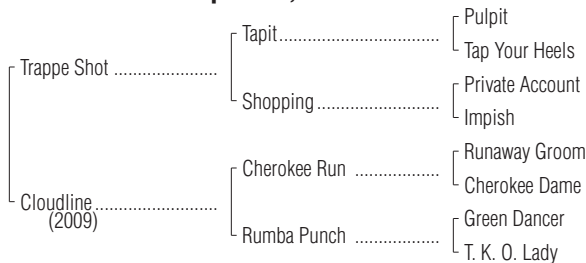 Pulpit
Tapit
Tap Your Heels
Trappe Shot
Private Account
Shopping
Impish
Runaway Groom
Cherokee Run
Cherokee Dame
Cloudline
(2009)
Green Dancer
Rumba Punch
T. K. O. Lady